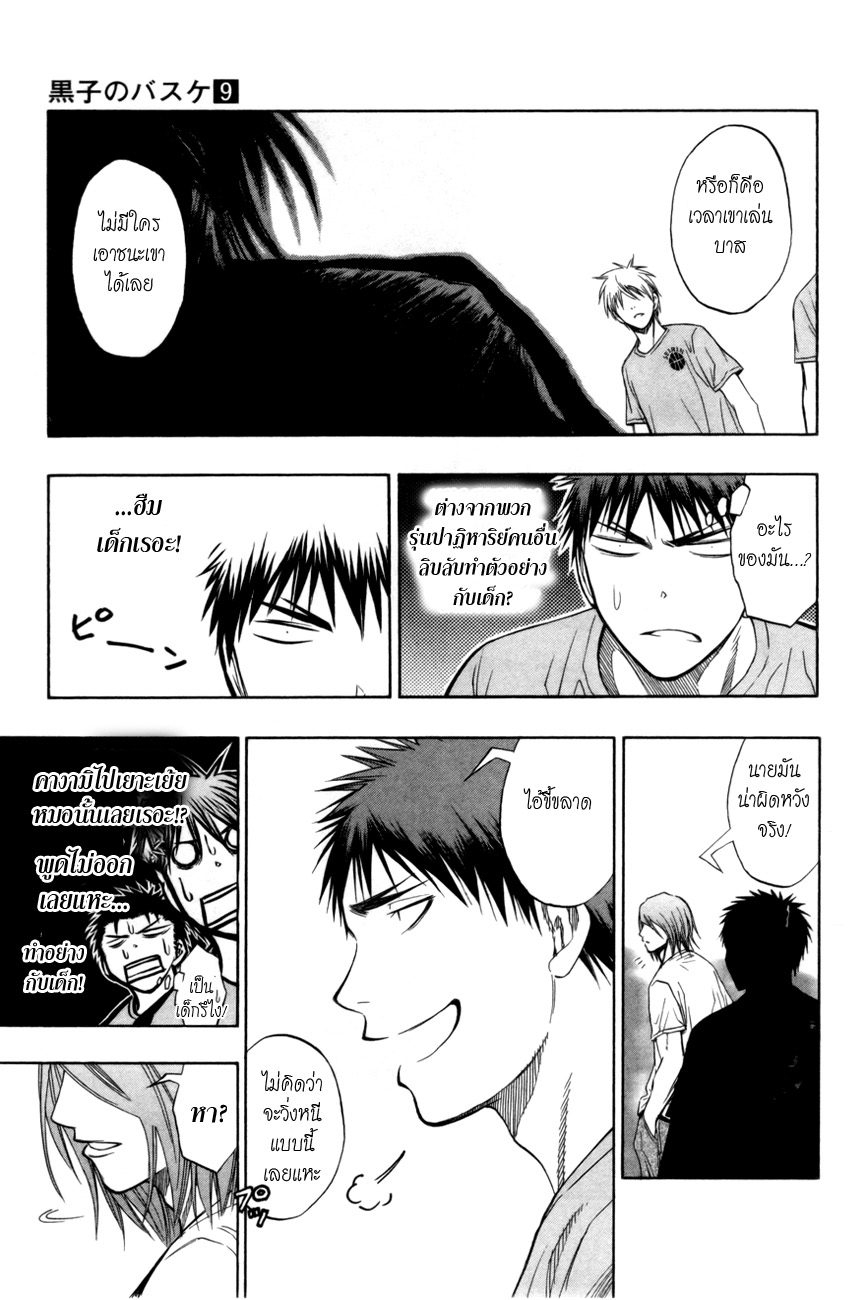 黒子のバスケ9
หรือก็คือ
เวลาเขาเล่น
บาส
ไม่มีใคร
เอาชนะเขา
ได้เลย
อะไร
ของมัน....?
ต่างจากพวก
รุ่นปาฏิหาริย์คนอื่น
ลิบลับทำตัวอย่าง
กับเด็ก?
...ฮึม
เด็กเรอะ!
ピーン
นายมัน
น่าผิดหวัง
จริง!
ไอ้ขี้ขลาด
ไม่คิดว่า
จะวิ่งหนี
แบบนี้
เลยแหะ
คางามิไปเยาะเย้ย
หมอนั้นเลยเรอะ!?
พูดไม่ออก
เลยแหะ...
ทำอย่าง
กับเด็ก!
เป็น
เด็กรึไง!
หา?
プッ